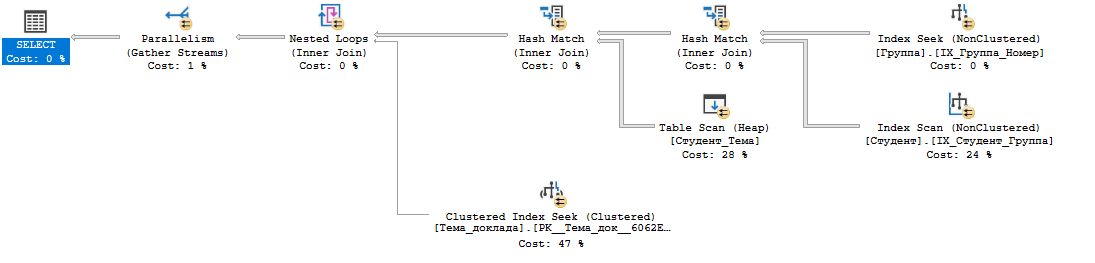 SELECT
Cost: 0 %
Parallelism
(Gather Streams)
Cost: 1 %
Nested Loops
(Inner Join)
Cost: 0 %
Hash Match
(Inner Join)
Cost: 0 %
Hash Match
(Inner Join)
Cost: 0 %
Index Seek (NonClustered)
[Группа].[IX_Группа_Номер]
Cost: 0 %
Table Scan (Heap)
[Студент_Тема]
Cost: 28 %
Index Scan (NonClustered)
[Студент].[IX_Студент_Группа]
Cost: 24 %
Clustered Index Seek (Clustered)
[Тема_доклада].[PK__Тема_док__6062E…
Cost: 47 %